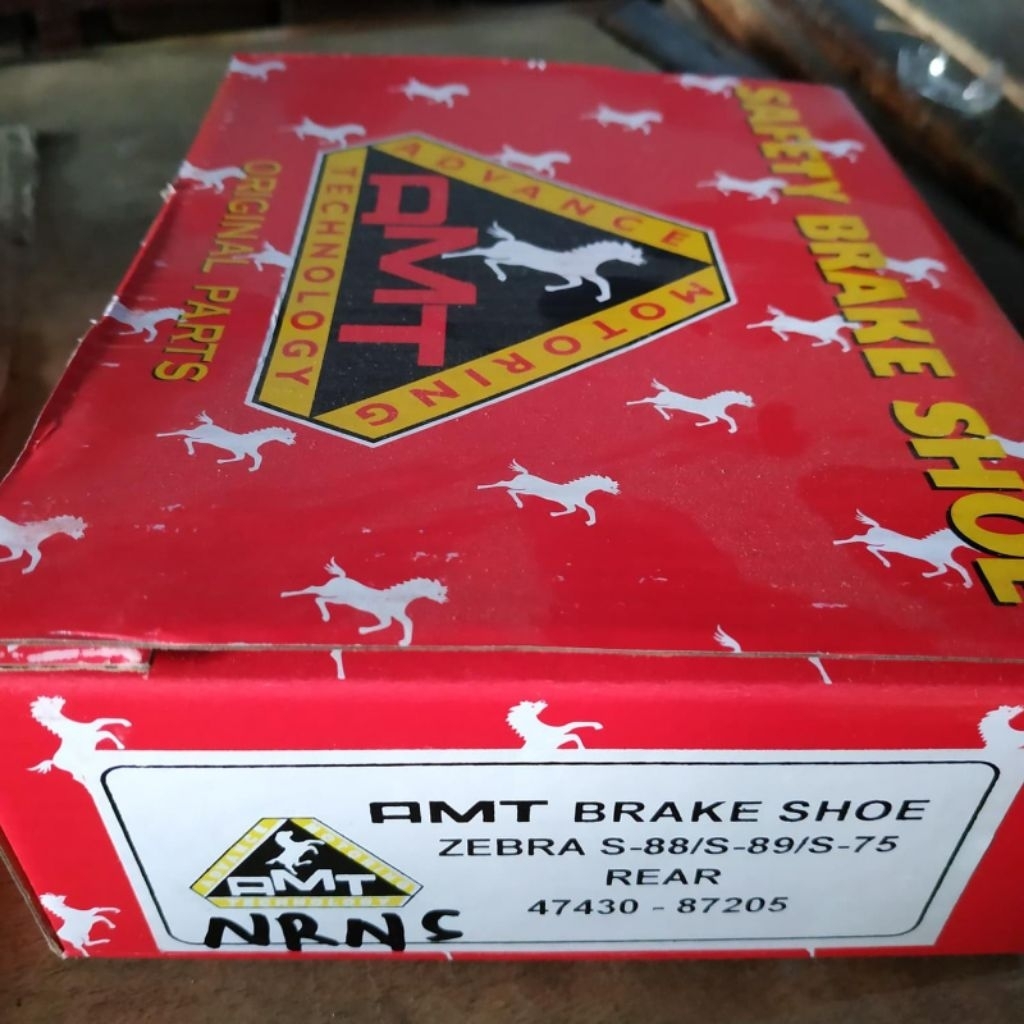 SAFETY BRAKE SHOE
ADVANCE
TECHNOLOGY
MOTORING
AMT
ORIGINAL PARTS
AMT BRAKE SHOE
ZEBRA S-88/S-89/S-75
REAR
47430 - 87205
AMT
NRNS